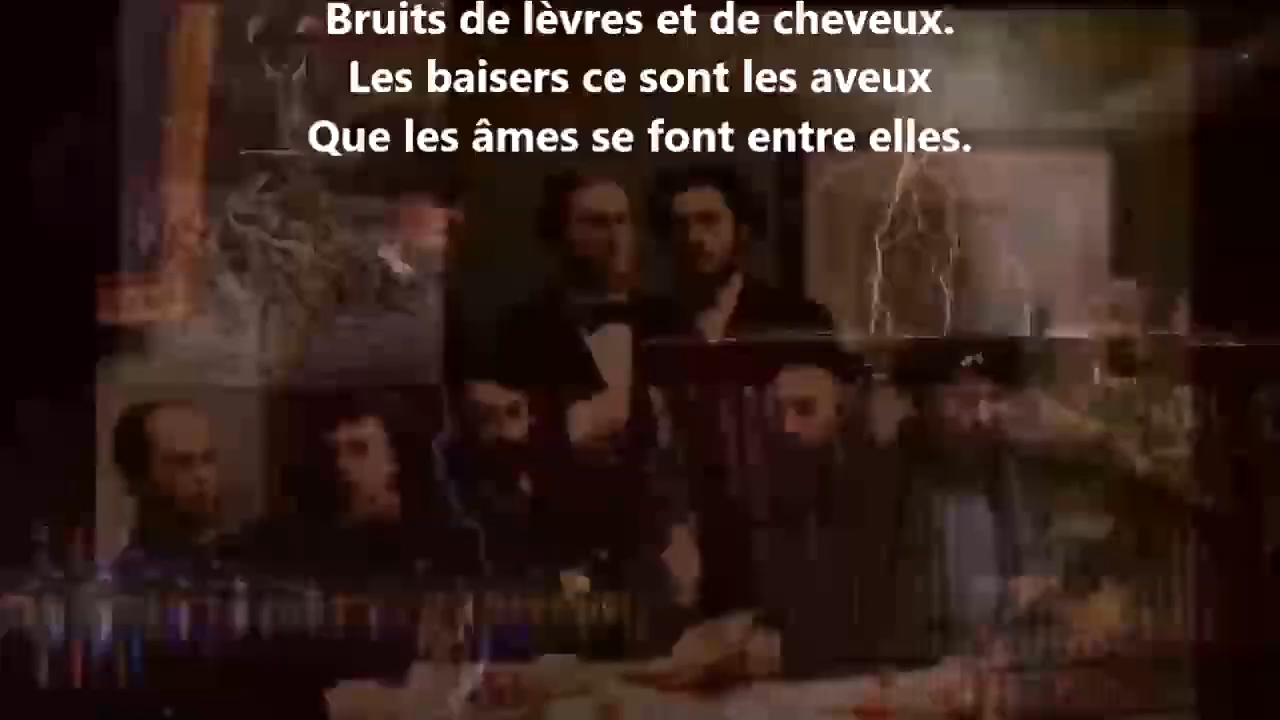 Bruits de lèvres et de cheveux.
Les baisers ce sont les aveux
Que les âmes se font entre elles.